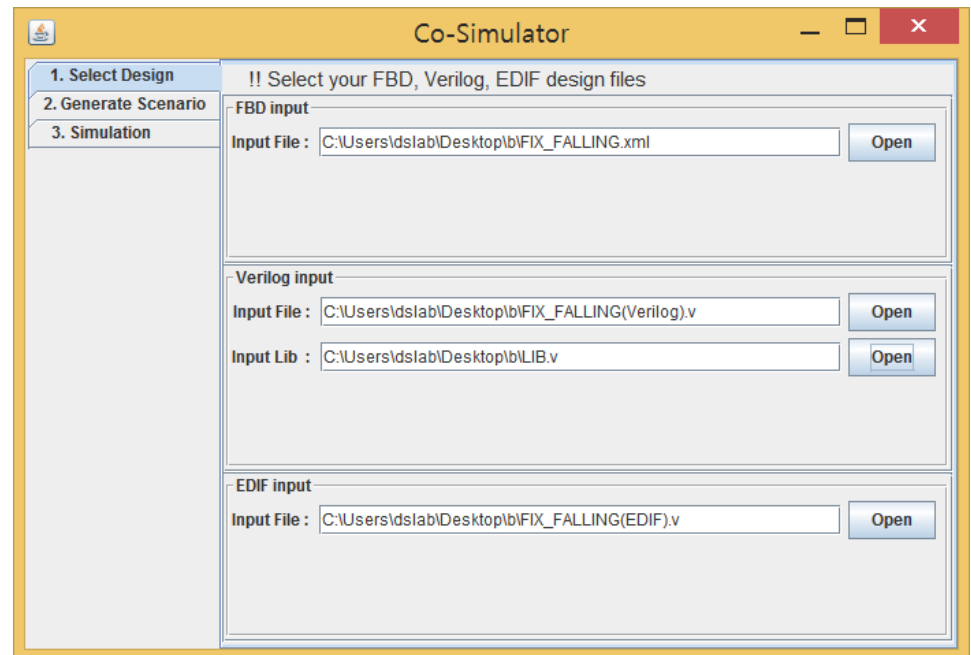 Co-Simulator
1. Select Design
2. Generate Scenario
3. Simulation
!! Select your FBD, Verilog, EDIF design files
FBD input
Input File : C:\Users\dslab\Desktop\b\FIX_FALLING.xml Open
Verilog input
Input File : C:\Users\dslab\Desktop\b\FIX_FALLING(Verilog).v Open
Input Lib : C:\Users\dslab\Desktop\b\LIB.v Open
EDIF input
Input File : C:\Users\dslab\Desktop\b\FIX_FALLING(EDIF).v Open